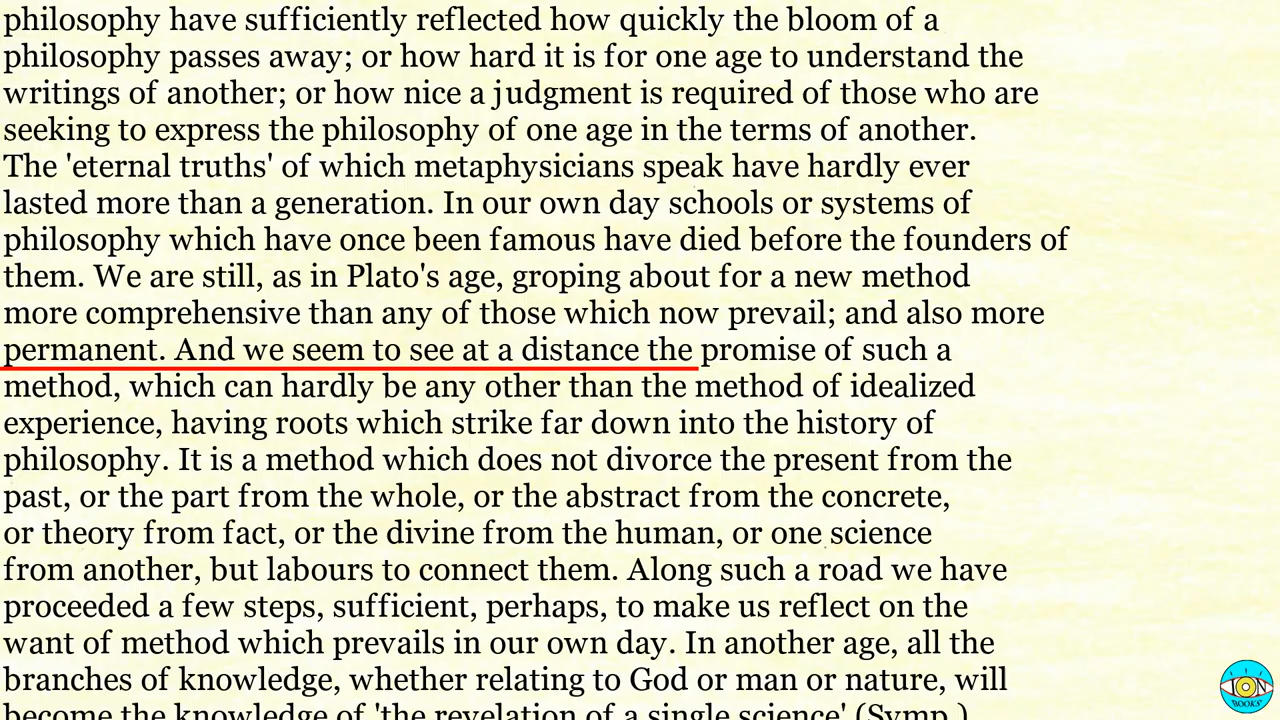 philosophy have sufficiently reflected how quickly the bloom of a
philosophy passes away; or how hard it is for one age to understand the
writings of another; or how nice a judgment is required of those who are
seeking to express the philosophy of one age in the terms of another.
The 'eternal truths' of which metaphysicians speak have hardly ever
lasted more than a generation. In our own day schools or systems of
philosophy which have once been famous have died before the founders of
them. We are still, as in Plato's age, groping about for a new method
more comprehensive than any of those which now prevail; and also more
permanent. And we seem to see at a distance the promise of such a
method, which can hardly be any other than the method of idealized
experience, having roots which strike far down into the history of
philosophy. It is a method which does not divorce the present from the
past, or the part from the whole, or the abstract from the concrete,
or theory from fact, or the divine from the human, or one science
from another, but labours to connect them. Along such a road we have
proceeded a few steps, sufficient, perhaps, to make us reflect on the
want of method which prevails in our own day. In another age, all the
branches of knowledge, whether relating to God or man or nature, will
become the knowledge of 'the revelation of a single science' (Symp.)
ION
BOOKS